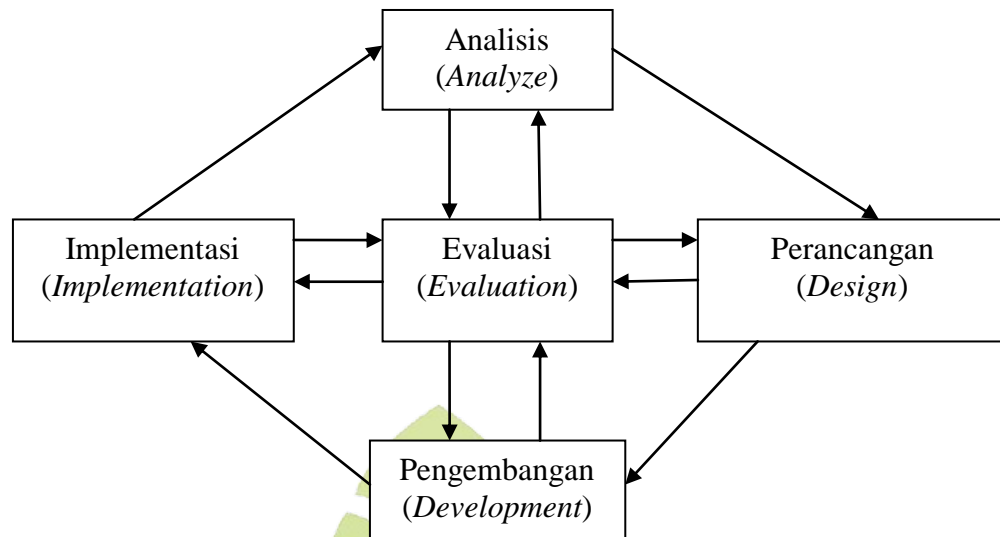 Analisis
(Analyze)
Implementasi
(Implementation)
Evaluasi
(Evaluation)
Perancangan
(Design)
Pengembangan
(Development)